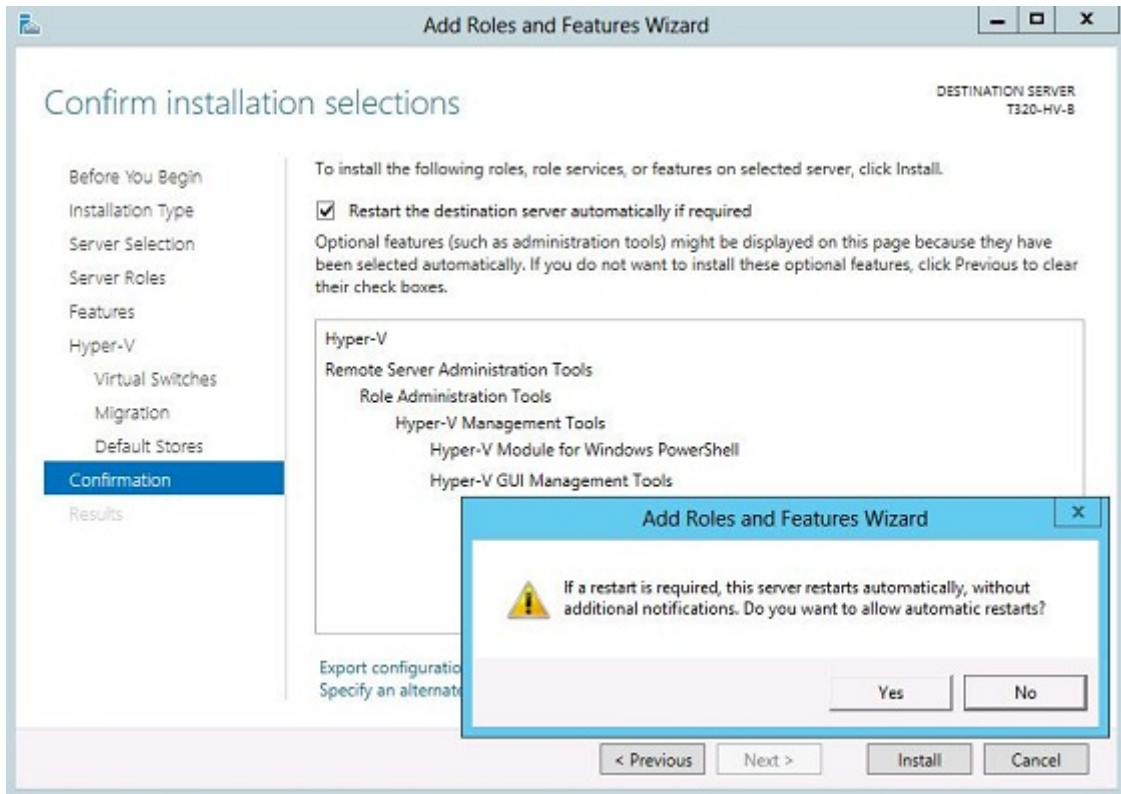 Add Roles and Features Wizard
Confirm installation selections
DESTINATION SERVER
T320-HV-B
Before You Begin
Installation Type
Server Selection
Server Roles
Features
Hyper-V
Virtual Switches
Migration
Default Stores
Confirmation
Results
To install the following roles, role services, or features on selected server, click Install.
Restart the destination server automatically if required
Optional features (such as administration tools) might be displayed on this page because they have
been selected automatically. If you do not want to install these optional features, click Previous to clear
their check boxes.
Hyper-V
Remote Server Administration Tools
Role Administration Tools
Hyper-V Management Tools
Hyper-V Module for Windows PowerShell
Hyper-V GUI Management Tools
Export configuratio
Specify an alternate
Add Roles and Features Wizard
If a restart is required, this server restarts automatically, without
additional notifications. Do you want to allow automatic restarts?
Yes
No
< Previous
Next >
Install
Cancel